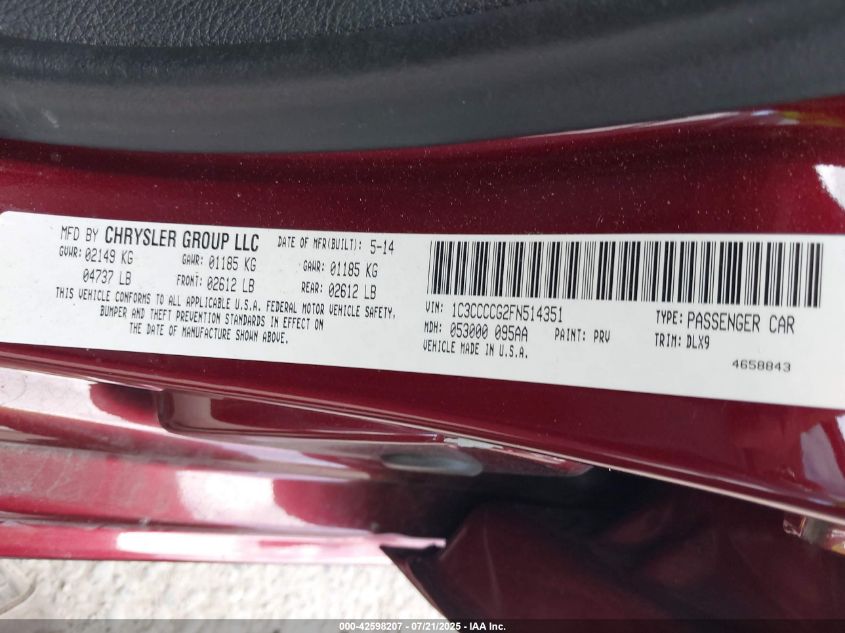 MFD BY CHRYSLER GROUP LLC DATE OF MFR(BUILT): 5-14
GVWR: 02149 KG GAWR: 01185 KG GAWR: 01185 KG
04737 LB FRONT: 02612 LB REAR: 02612 LB
THIS VEHICLE CONFORMS TO ALL APPLICABLE U.S.A. FEDERAL MOTOR VEHICLE SAFETY,
BUMPER AND THEFT PREVENTION STANDARDS IN EFFECT ON
THE DATE OF MANUFACTURE SHOWN ABOVE.
VIN: 1C3CCCCG2FN514351 TYPE: PASSENGER CAR
MDH: 053000 095AA PAINT: PRV TRIM: DLX9
VEHICLE MADE IN U.S.A.
4658843
000-42598207 - 07/21/2025 - IAA Inc.